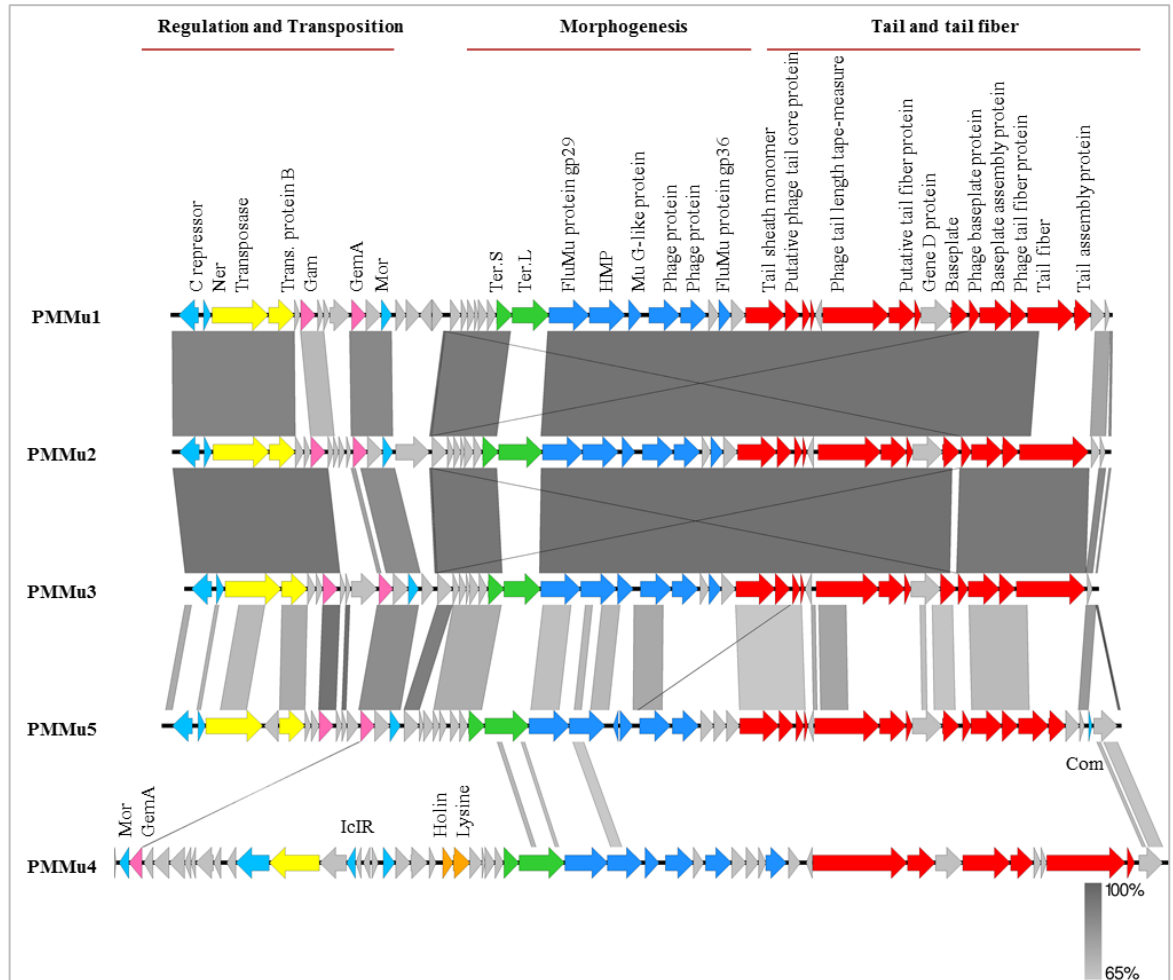 Regulation and Transposition
Morphogenesis
Tail and tail fiber
C repressor
Ner
Transposase
Trans. protein B
Gam
GemA
Mor
Ter.S
Ter.L
FluMu protein gp29
HMP
Mu G-like protein
Phage protein
Phage protein
FluMu protein gp36
Tail sheath monomer
Putative phage tail core protein
Phage tail length tape-measure
Putative tail fiber protein
Gene D protein
Baseplate
Phage baseplate protein
Baseplate assembly protein
Phage tail fiber protein
Tail fiber
Tail assembly protein
PMMu1
PMMu2
PMMu3
PMMu5
Com
Mor
GemA
IcIR
Holin
Lysine
PMMu4
100%
65%